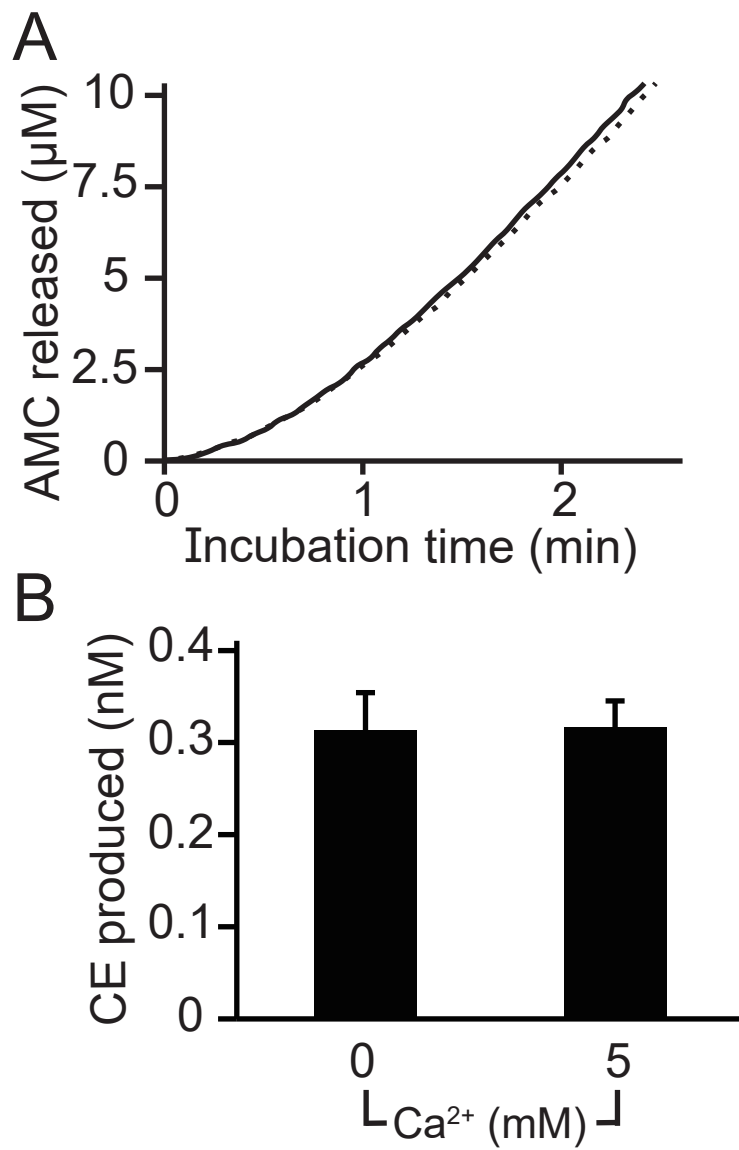 A
AMC released (µM)
10
7.5
5
2.5
0
0 1 2
Incubation time (min)
B
CE produced (nM)
0.4
0.3
0.2
0.1
0
0 5
Ca²⁺ (mM)